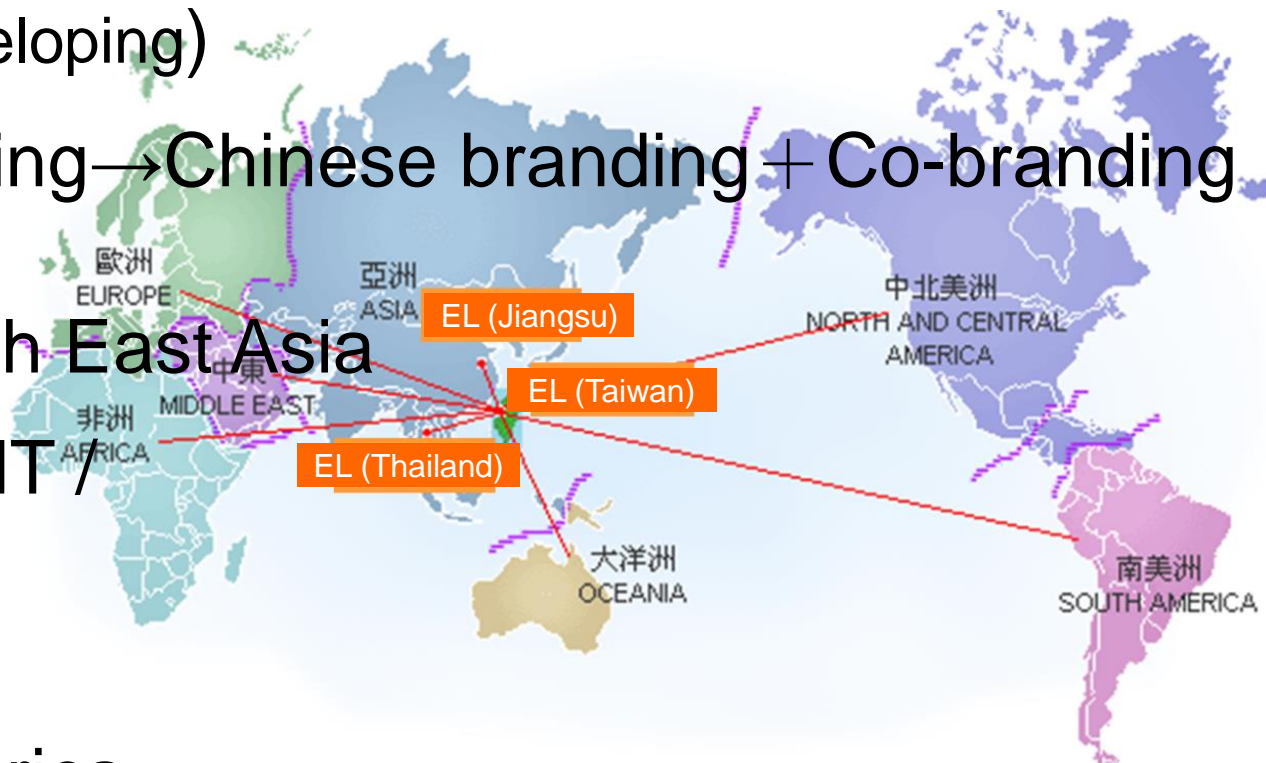 eloping)
ing→Chinese branding＋Co-branding
歐洲
EUROPE
亞洲
ASIA
EL (Jiangsu)
中北美洲
NORTH AND CENTRAL
AMERICA
h East Asia
中東
MIDDLE EAST
EL (Taiwan)
非洲
AFRICA
IT /
EL (Thailand)
大洋洲
OCEANIA
南美洲
SOUTH AMERICA